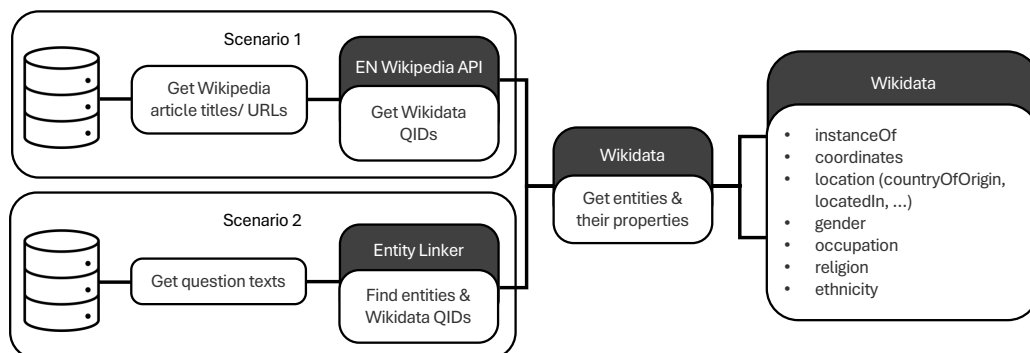 Scenario 1
Get Wikipedia
article titles/ URLs
EN Wikipedia API
Get Wikidata
QIDs
Scenario 2
Get question texts
Entity Linker
Find entities &
Wikidata QIDs
Wikidata
Get entities &
their properties
Wikidata
• instanceOf
• coordinates
• location (countryOfOrigin,
locatedIn, ...)
• gender
• occupation
• religion
• ethnicity